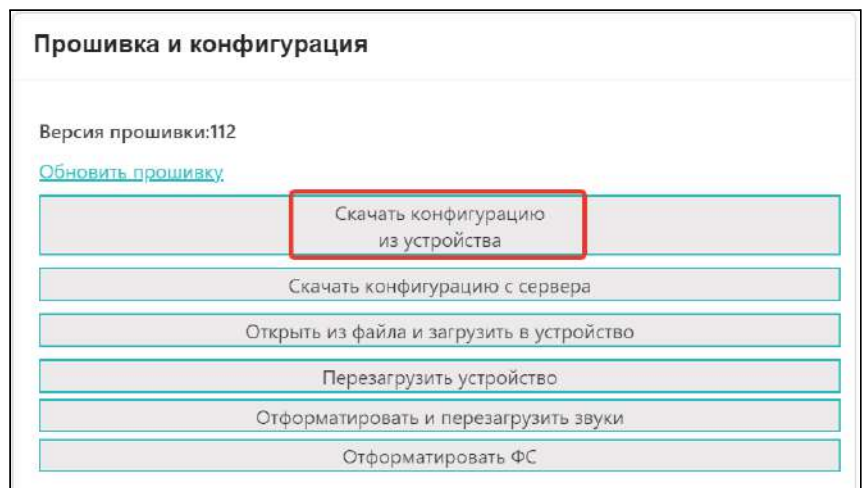 Прошивка и конфигурация
Версия прошивки:112
Обновить прошивку
Скачать конфигурацию
из устройства
Скачать конфигурацию с сервера
Открыть из файла и загрузить в устройство
Перезагрузить устройство
Отформатировать и перезагрузить звуки
Отформатировать ФС